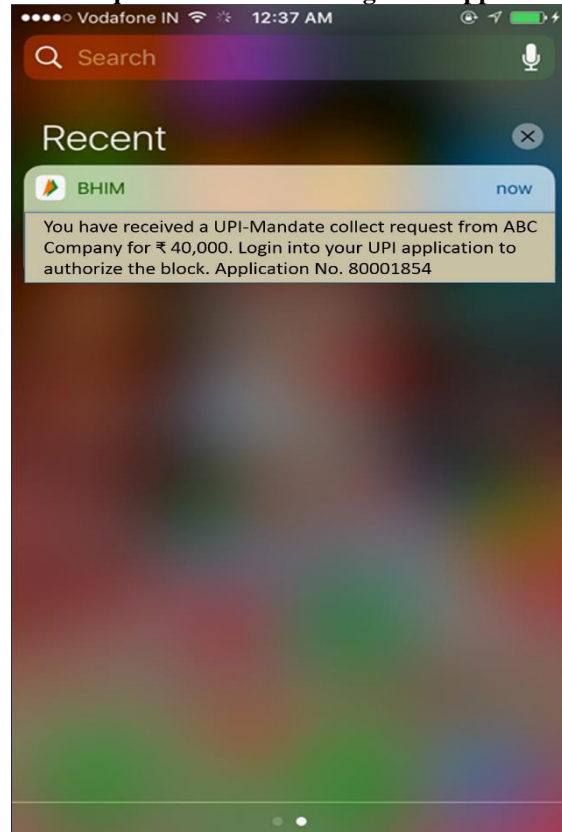 ●●●●○ Vodafone IN 12:37 AM
Search
Recent
BHIM now
You have received a UPI-Mandate collect request from ABC
Company for ₹ 40,000. Login into your UPI application to
authorize the block. Application No. 80001854